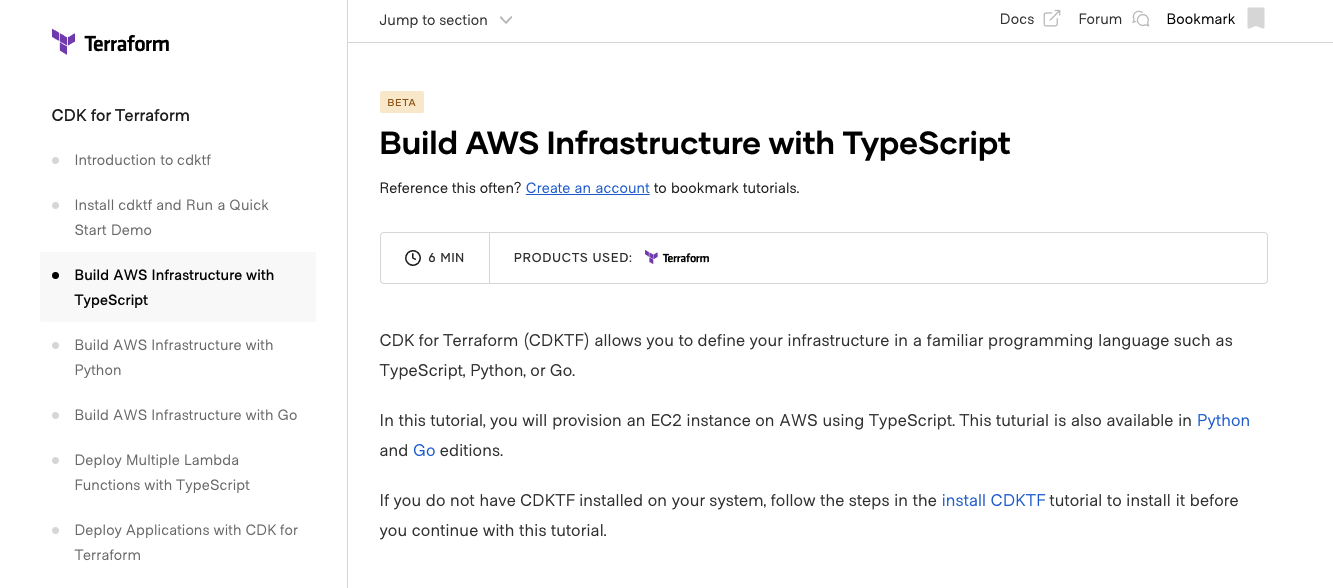 Terraform
CDK for Terraform
Introduction to cdktf
Install cdktf and Run a Quick
Start Demo
Build AWS Infrastructure with
TypeScript
Build AWS Infrastructure with
Python
Build AWS Infrastructure with Go
Deploy Multiple Lambda
Functions with TypeScript
Deploy Applications with CDK for
Terraform
Jump to section
Docs
Forum
Bookmark
BETA
Build AWS Infrastructure with TypeScript
Reference this often? Create an account to bookmark tutorials.
6 MIN
PRODUCTS USED:
Terraform
CDK for Terraform (CDKTF) allows you to define your infrastructure in a familiar programming language such as
TypeScript, Python, or Go.
In this tutorial, you will provision an EC2 instance on AWS using TypeScript. This tuturial is also available in Python
and Go editions.
If you do not have CDKTF installed on your system, follow the steps in the install CDKTF tutorial to install it before
you continue with this tutorial.